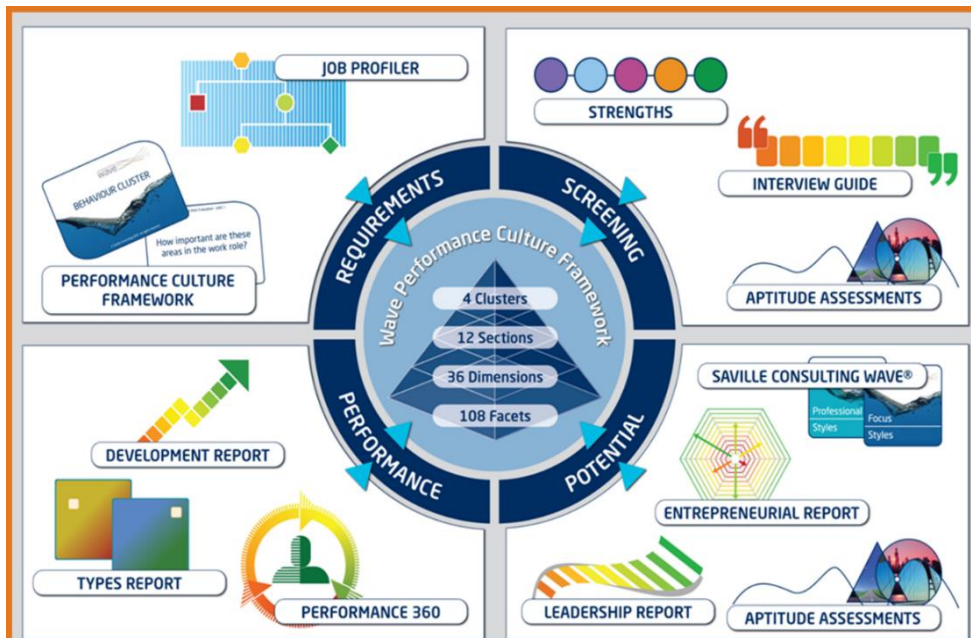 JOB PROFILER
wave
BEHAVIOUR CLUSTER
How important are these
areas in the work role?
PERFORMANCE CULTURE
FRAMEWORK
STRENGTHS
INTERVIEW GUIDE
APTITUDE ASSESSMENTS
REQUIREMENTS
SCREENING
Wave Performance Culture Framework
4 Clusters
12 Sections
36 Dimensions
108 Facets
PERFORMANCE
POTENTIAL
DEVELOPMENT REPORT
TYPES REPORT
PERFORMANCE 360
SAVILLE CONSULTING WAVE®
Professional
Styles
Focus
Styles
ENTREPRENEURIAL REPORT
LEADERSHIP REPORT
APTITUDE ASSESSMENTS